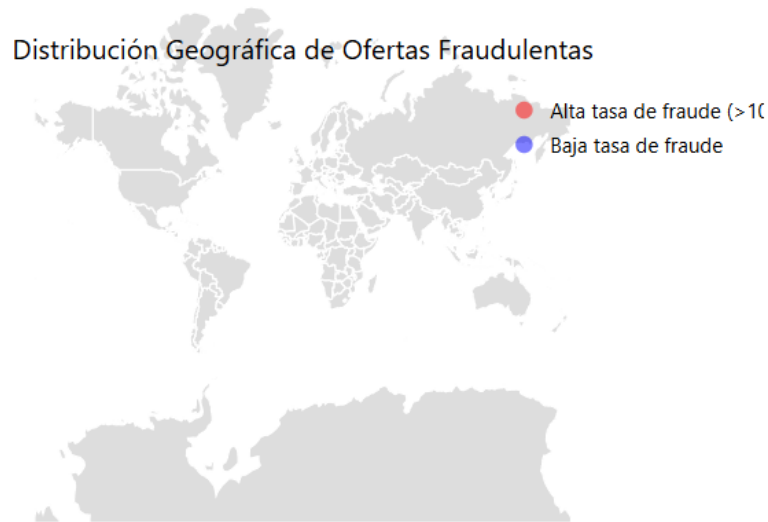 Distribución Geográfica de Ofertas Fraudulentas
Alta tasa de fraude (>10
Baja tasa de fraude